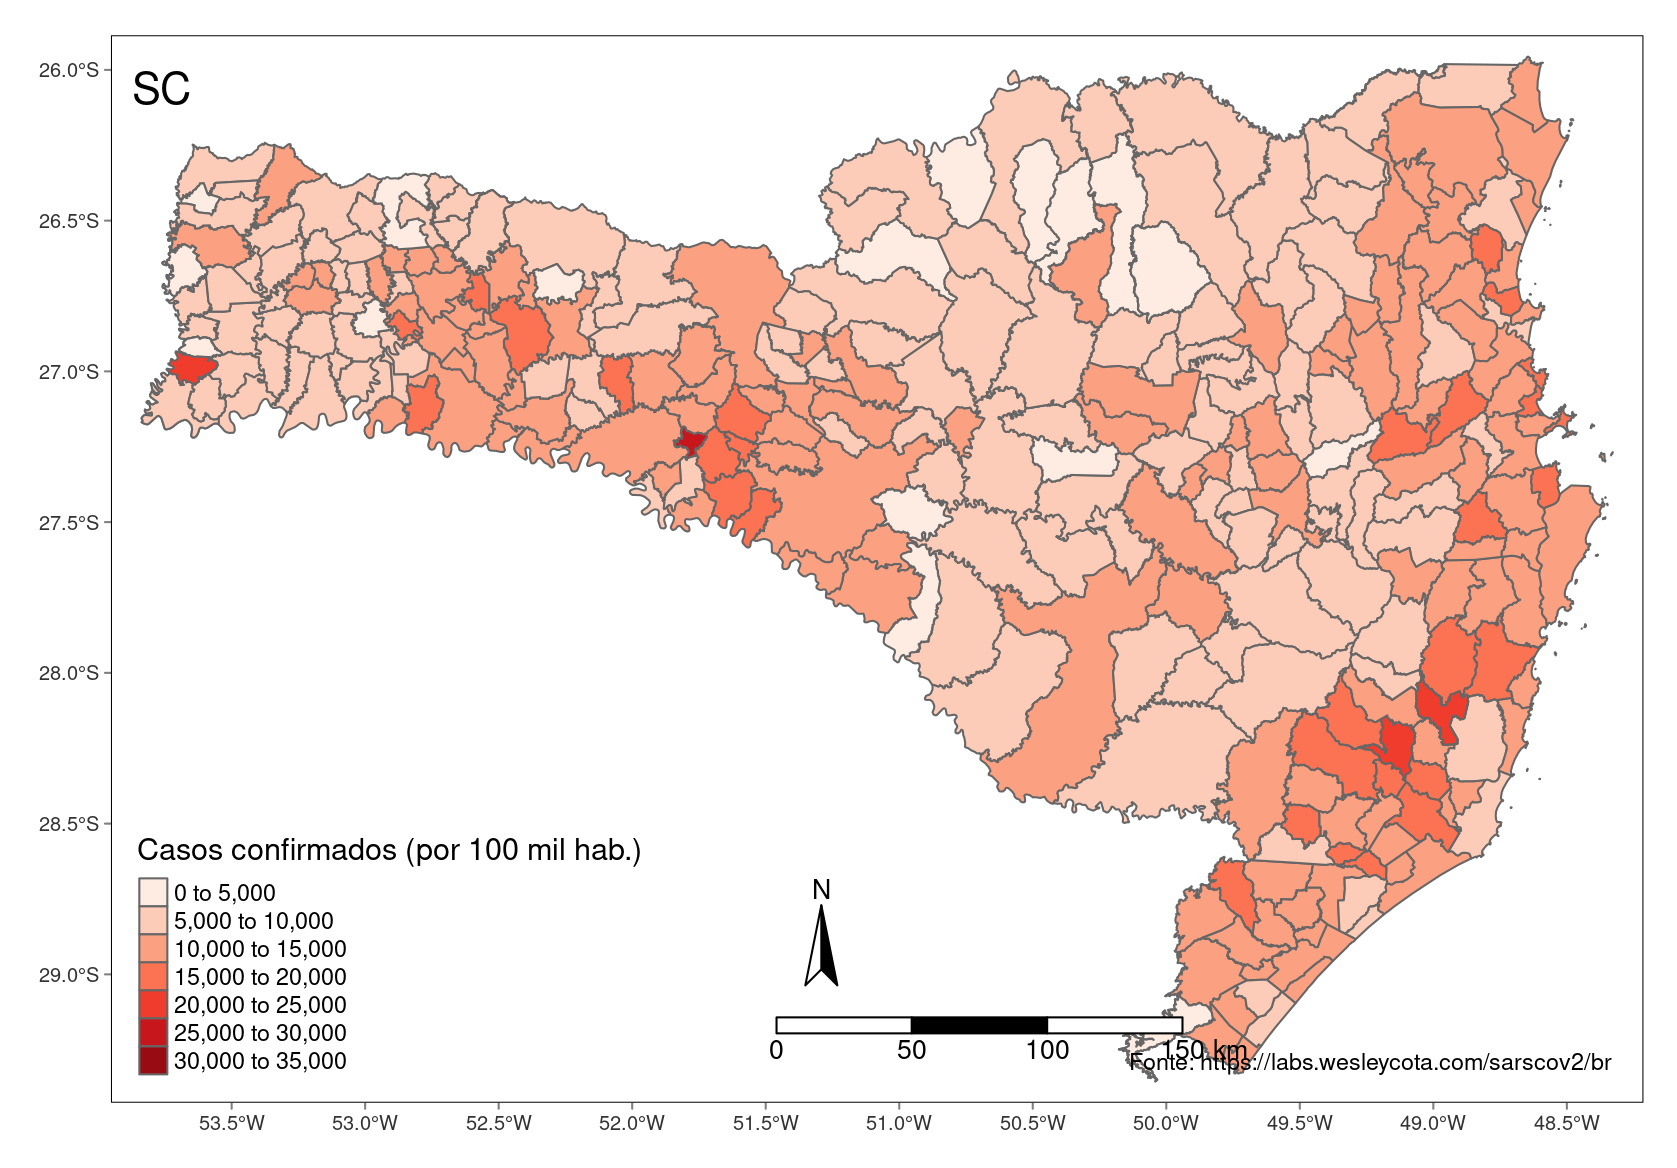 SC
26.0°S
26.5°S
27.0°S
27.5°S
28.0°S
28.5°S
29.0°S
Casos confirmados (por 100 mil hab.)
0 to 5,000
5,000 to 10,000
10,000 to 15,000
15,000 to 20,000
20,000 to 25,000
25,000 to 30,000
30,000 to 35,000
N
0 50 100 150 km
Fonte: https://labs.wesleycota.com/sarscov2/br
53.5°W 53.0°W 52.5°W 52.0°W 51.5°W 51.0°W 50.5°W 50.0°W 49.5°W 49.0°W 48.5°W